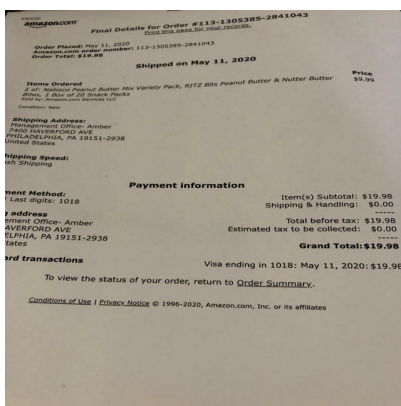 amazon.com
Final Details for Order #113-1305385-2841043
Print this page for your records.
Order Placed: May 11, 2020
Amazon.com order number: 113-1305385-2841043
Order Total: $19.98
Shipped on May 11, 2020
Items Ordered Price
2 of: Nabisco Peanut Butter Mix Variety Pack, RITZ Bits Peanut Butter & Nutter Butter $9.99
Bites, 1 Box of 20 Snack Packs
Sold by: Amazon.com Services LLC
Condition: New
Shipping Address:
Management Office- Amber
7400 HAVERFORD AVE
PHILADELPHIA, PA 19151-2938
United States
hipping Speed:
ush Shipping
Payment information
ment Method:
Last digits: 1018
Item(s) Subtotal: $19.98
Shipping & Handling: $0.00
-----
Total before tax: $19.98
Estimated tax to be collected: $0.00
-----
Grand Total: $19.98
g address
ement Office- Amber
AVERFORD AVE
ELPHIA, PA 19151-2938
tates
ard transactions
Visa ending in 1018: May 11, 2020: $19.98
To view the status of your order, return to Order Summary.
Conditions of Use | Privacy Notice © 1996-2020, Amazon.com, Inc. or its affiliates